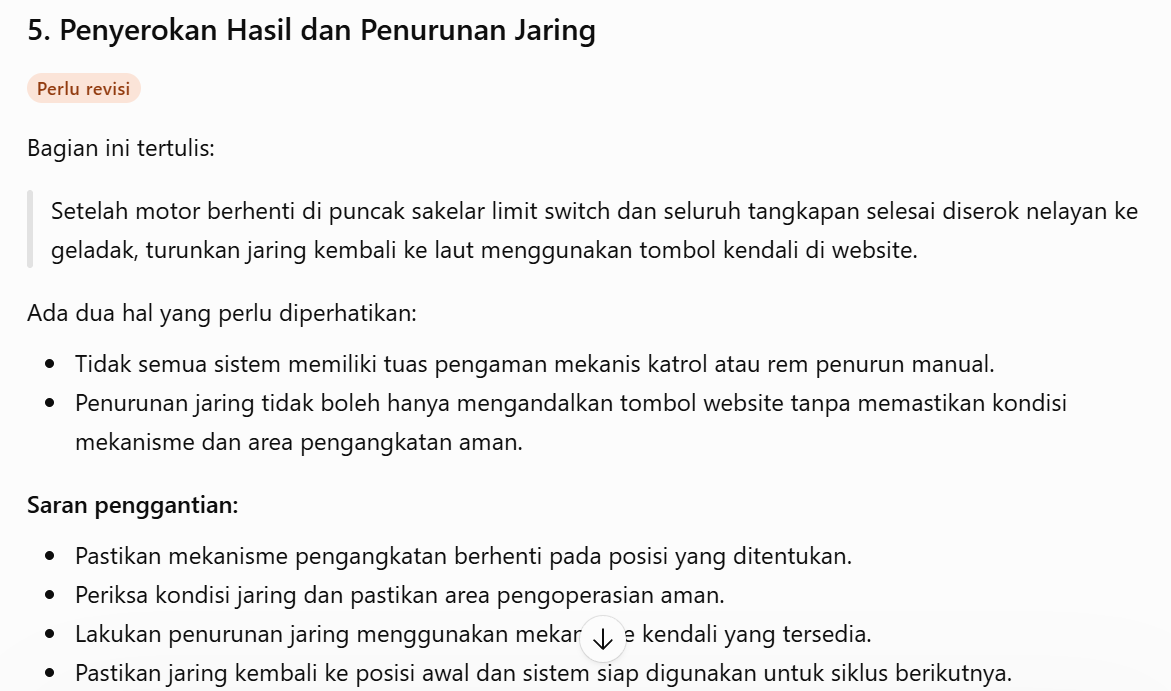 5. Penyerokan Hasil dan Penurunan Jaring
Perlu revisi
Bagian ini tertulis:
Setelah motor berhenti di puncak sakelar limit switch dan seluruh tangkapan selesai diserok nelayan ke
geladak, turunkan jaring kembali ke laut menggunakan tombol kendali di website.
Ada dua hal yang perlu diperhatikan:
Tidak semua sistem memiliki tuas pengaman mekanis katrol atau rem penurun manual.
Penurunan jaring tidak boleh hanya mengandalkan tombol website tanpa memastikan kondisi
mekanisme dan area pengangkatan aman.
Saran penggantian:
Pastikan mekanisme pengangkatan berhenti pada posisi yang ditentukan.
Periksa kondisi jaring dan pastikan area pengoperasian aman.
Lakukan penurunan jaring menggunakan kendali yang tersedia.
Pastikan jaring kembali ke posisi awal dan sistem siap digunakan untuk siklus berikutnya.